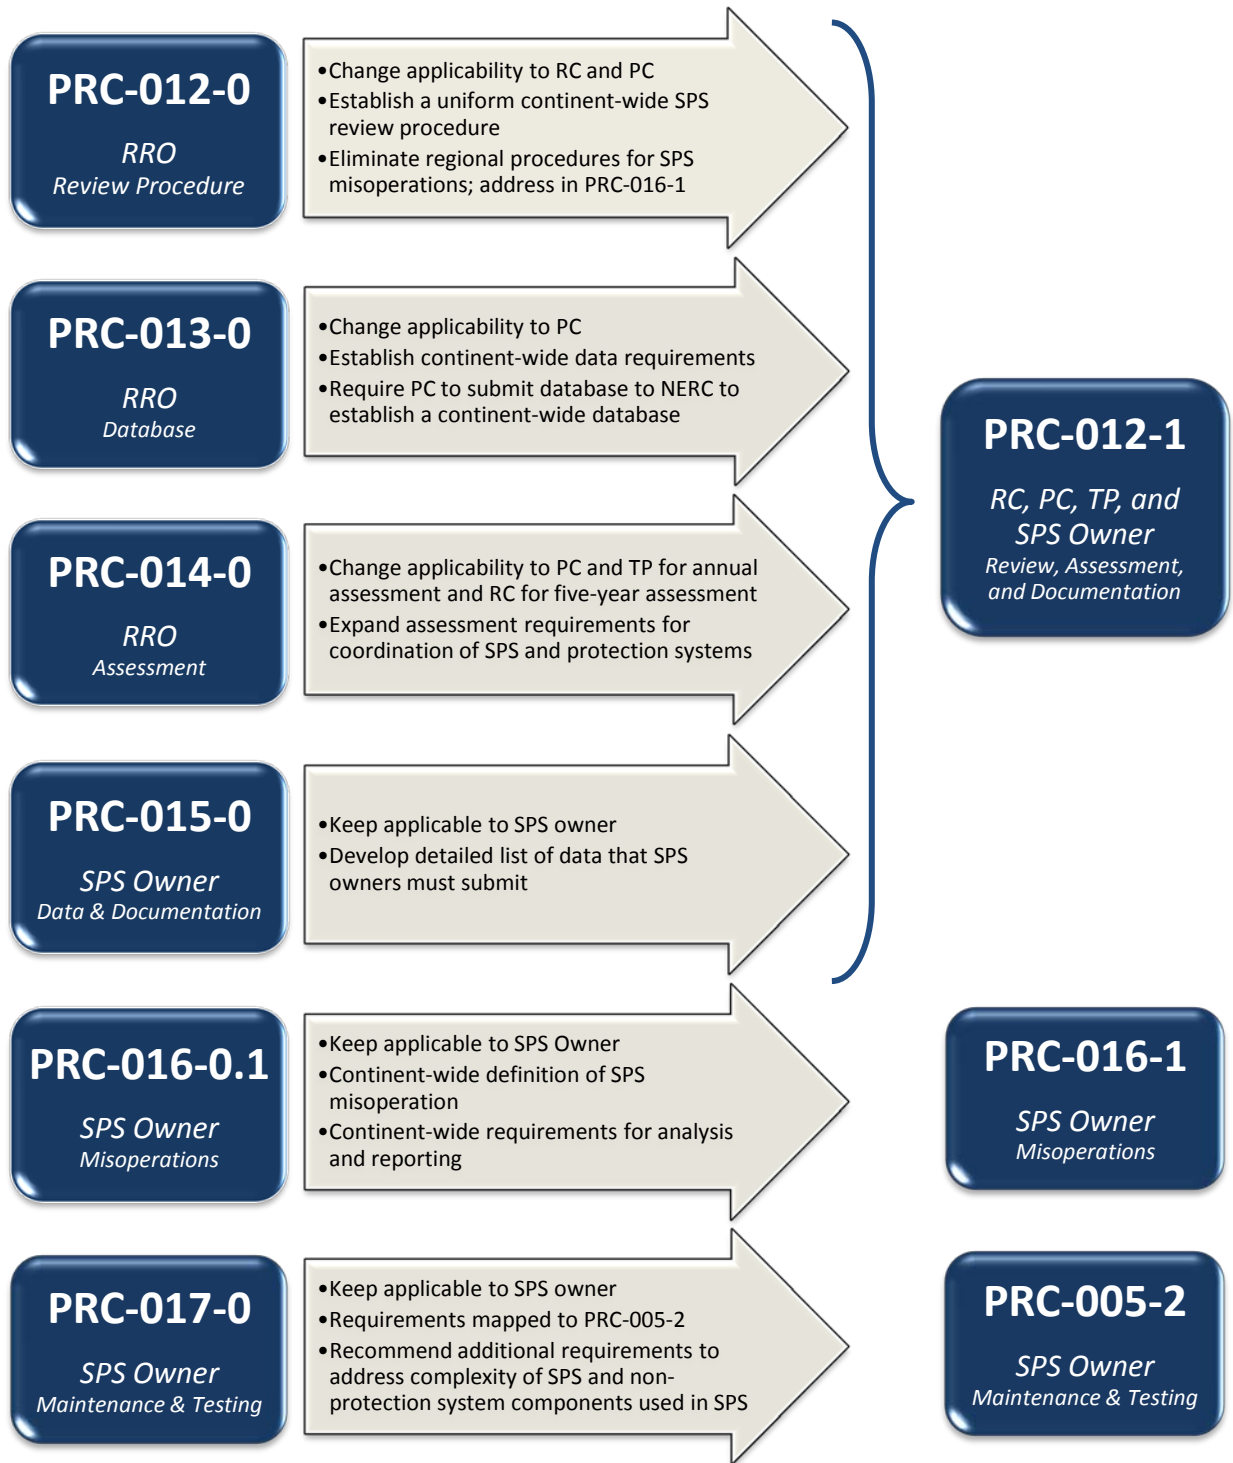 PRC-012-0
RRO
Review Procedure
•Change applicability to RC and PC
•Establish a uniform continent-wide SPS
review procedure
•Eliminate regional procedures for SPS
misoperations; address in PRC-016-1
PRC-013-0
RRO
Database
•Change applicability to PC
•Establish continent-wide data requirements
•Require PC to submit database to NERC to
establish a continent-wide database
PRC-014-0
RRO
Assessment
•Change applicability to PC and TP for annual
assessment and RC for five-year assessment
•Expand assessment requirements for
coordination of SPS and protection systems
PRC-015-0
SPS Owner
Data & Documentation
•Keep applicable to SPS owner
•Develop detailed list of data that SPS
owners must submit
PRC-012-1
RC, PC, TP, and
SPS Owner
Review, Assessment,
and Documentation
PRC-016-0.1
SPS Owner
Misoperations
•Keep applicable to SPS Owner
•Continent-wide definition of SPS
misoperation
•Continent-wide requirements for analysis
and reporting
PRC-016-1
SPS Owner
Misoperations
PRC-017-0
SPS Owner
Maintenance & Testing
•Keep applicable to SPS owner
•Requirements mapped to PRC-005-2
•Recommend additional requirements to
address complexity of SPS and non-
protection system components used in SPS
PRC-005-2
SPS Owner
Maintenance & Testing